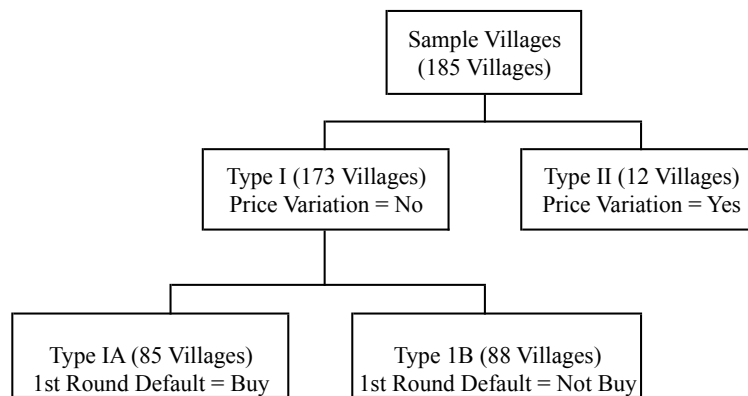 Sample Villages
(185 Villages)
Type I (173 Villages)
Price Variation = No
Type II (12 Villages)
Price Variation = Yes
Type IA (85 Villages)
1st Round Default = Buy
Type 1B (88 Villages)
1st Round Default = Not Buy